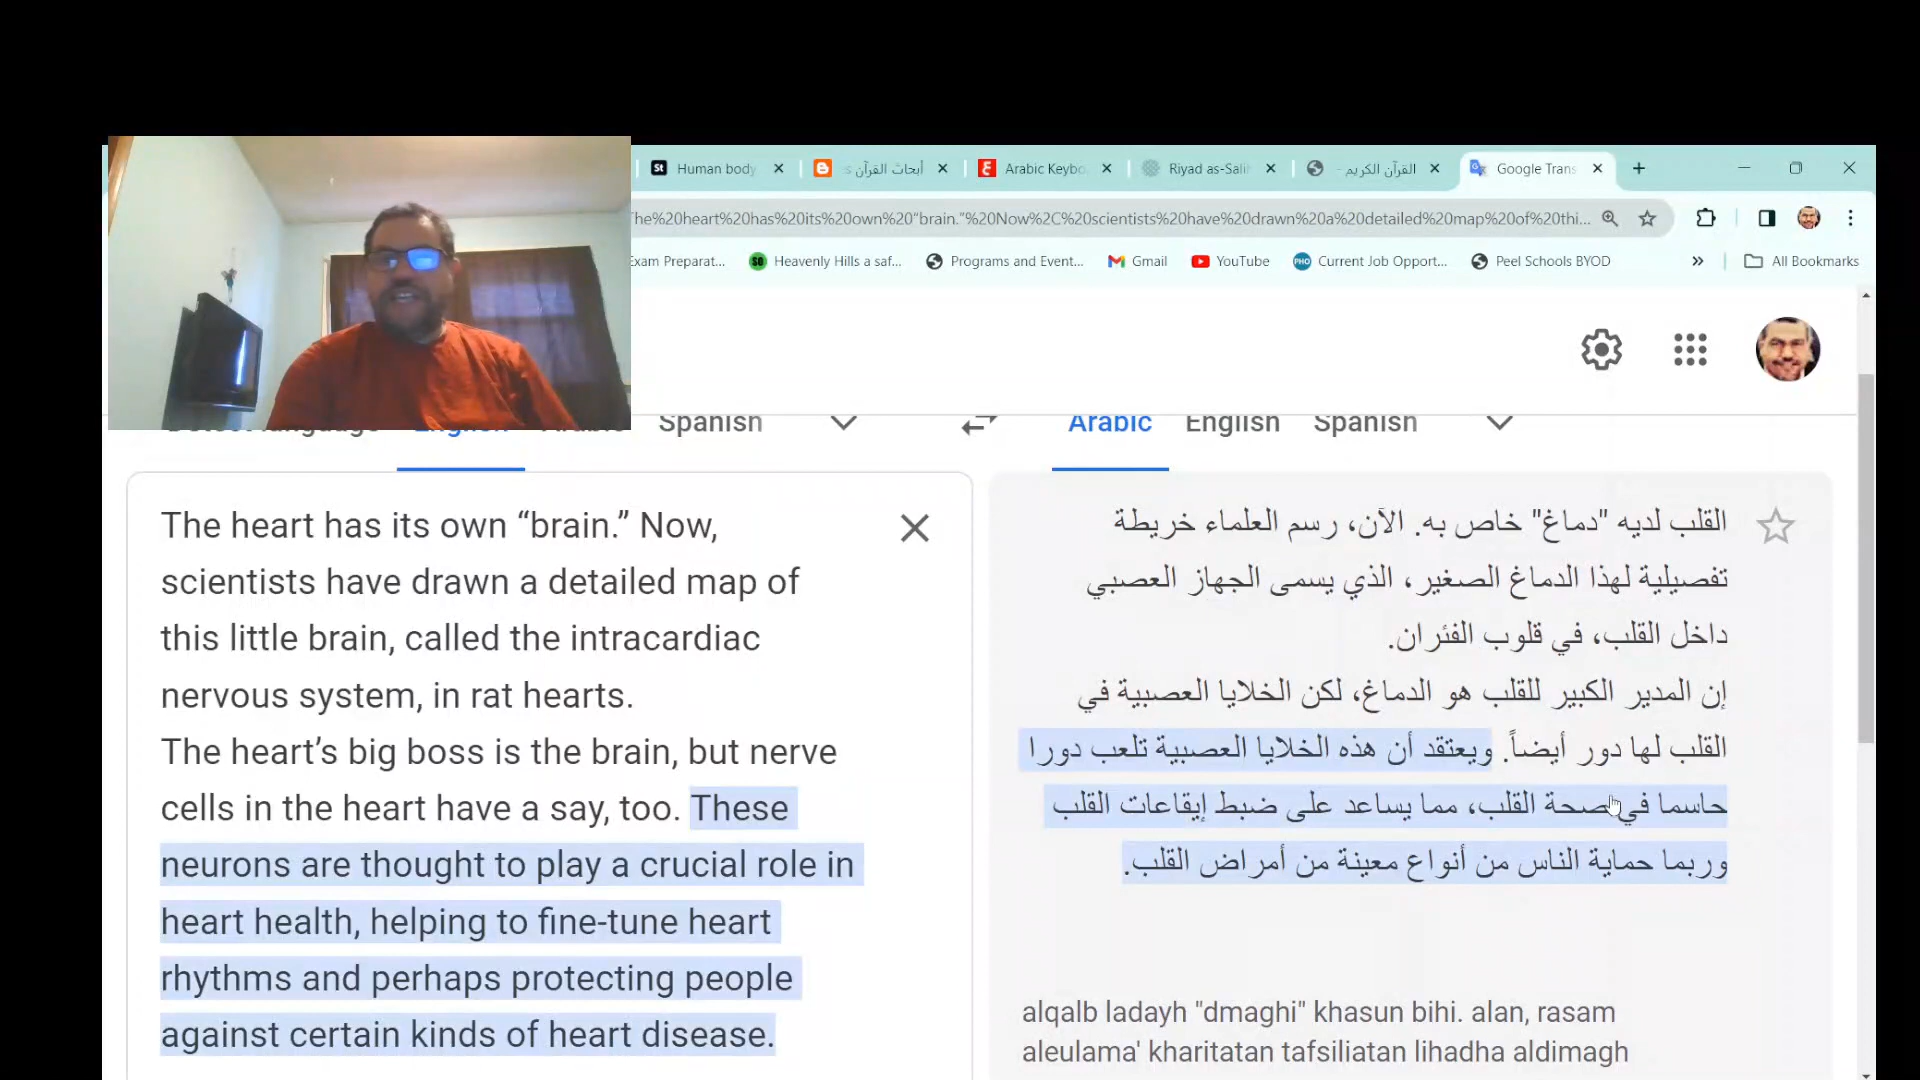 Human body
أبحاث القرآن s
Arabic Keybo
Riyad as-Sali
القرآن الكريم -
Google Trans
he%20heart%20has%20its%20own%20“brain.”%20Now%2C%20scientists%20have%20drawn%20a%20detailed%20map%20of%20thi...
Exam Preparat...
Heavenly Hills a saf...
Programs and Event...
Gmail
YouTube
Current Job Opport...
Peel Schools BYOD
»
All Bookmarks
English
Spanish
Arabic
English
Spanish
The heart has its own “brain.” Now,
scientists have drawn a detailed map of
this little brain, called the intracardiac
nervous system, in rat hearts.
The heart’s big boss is the brain, but nerve
cells in the heart have a say, too. These
neurons are thought to play a crucial role in
heart health, helping to fine-tune heart
rhythms and perhaps protecting people
against certain kinds of heart disease.
القلب لديه "دماغ" خاص به. الآن، رسم العلماء خريطة
تفصيلية لهذا الدماغ الصغير، الذي يسمى الجهاز العصبي
داخل القلب، في قلوب الفئران.
إن المدير الكبير للقلب هو الدماغ، لكن الخلايا العصبية في
القلب لها دور أيضاً. ويعتقد أن هذه الخلايا العصبية تلعب دورا
حاسما في صحة القلب، مما يساعد على ضبط إيقاعات القلب
وربما حماية الناس من أنواع معينة من أمراض القلب.
alqalb ladayh "dmaghi" khasun bihi. alan, rasam
aleulama' kharitatan tafsiliatan lihadha aldimagh